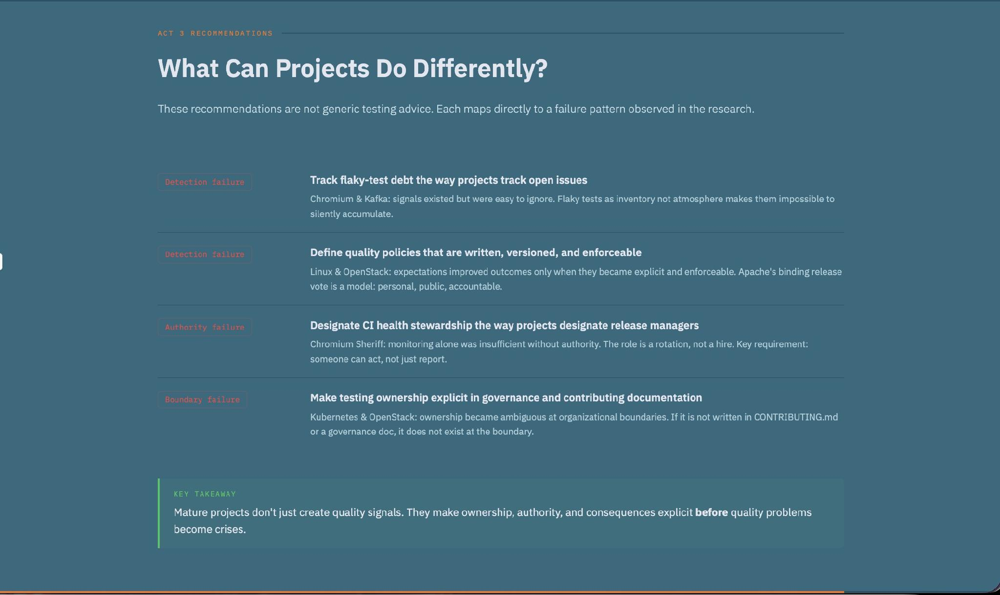 ACT 3 RECOMMENDATIONS
What Can Projects Do Differently?
These recommendations are not generic testing advice. Each maps directly to a failure pattern observed in the research.
Detection failure
Track flaky-test debt the way projects track open issues
Chromium & Kafka: signals existed but were easy to ignore. Flaky tests as inventory not atmosphere makes them impossible to
silently accumulate.
Detection failure
Define quality policies that are written, versioned, and enforceable
Linux & OpenStack: expectations improved outcomes only when they became explicit and enforceable. Apache's binding release
vote is a model: personal, public, accountable.
Authority failure
Designate CI health stewardship the way projects designate release managers
Chromium Sheriff: monitoring alone was insufficient without authority. The role is a rotation, not a hire. Key requirement:
someone can act, not just report.
Boundary failure
Make testing ownership explicit in governance and contributing documentation
Kubernetes & OpenStack: ownership became ambiguous at organizational boundaries. If it is not written in CONTRIBUTING.md
or a governance doc, it does not exist at the boundary.
KEY TAKEAWAY
Mature projects don't just create quality signals. They make ownership, authority, and consequences explicit before quality problems
become crises.